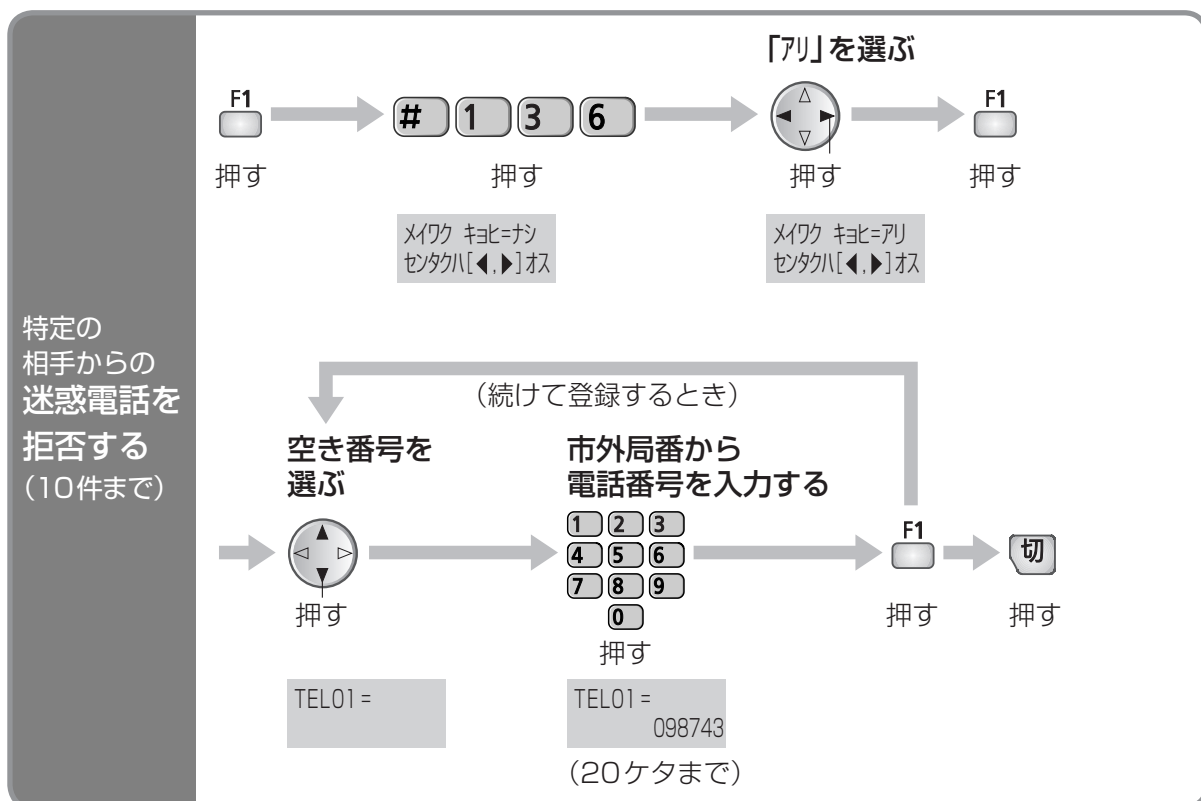 特定の
相手からの
迷惑電話を
拒否する
（10件まで）
「ｱﾘ」を選ぶ
F1
# 1 3 6
F1
押す
押す
押す
押す
ﾒｲﾜｸ ｷｮﾋ=ﾅｼ
ｾﾝﾀｸﾊ[◀,▶]ｵｽ
ﾒｲﾜｸ ｷｮﾋ=ｱﾘ
ｾﾝﾀｸﾊ[◀,▶]ｵｽ
（続けて登録するとき）
空き番号を
選ぶ
押す
TEL01=
市外局番から
電話番号を入力する
1 2 3
4 5 6
7 8 9
0
押す
TEL01=
098743
（20ケタまで）
F1
押す
切
押す